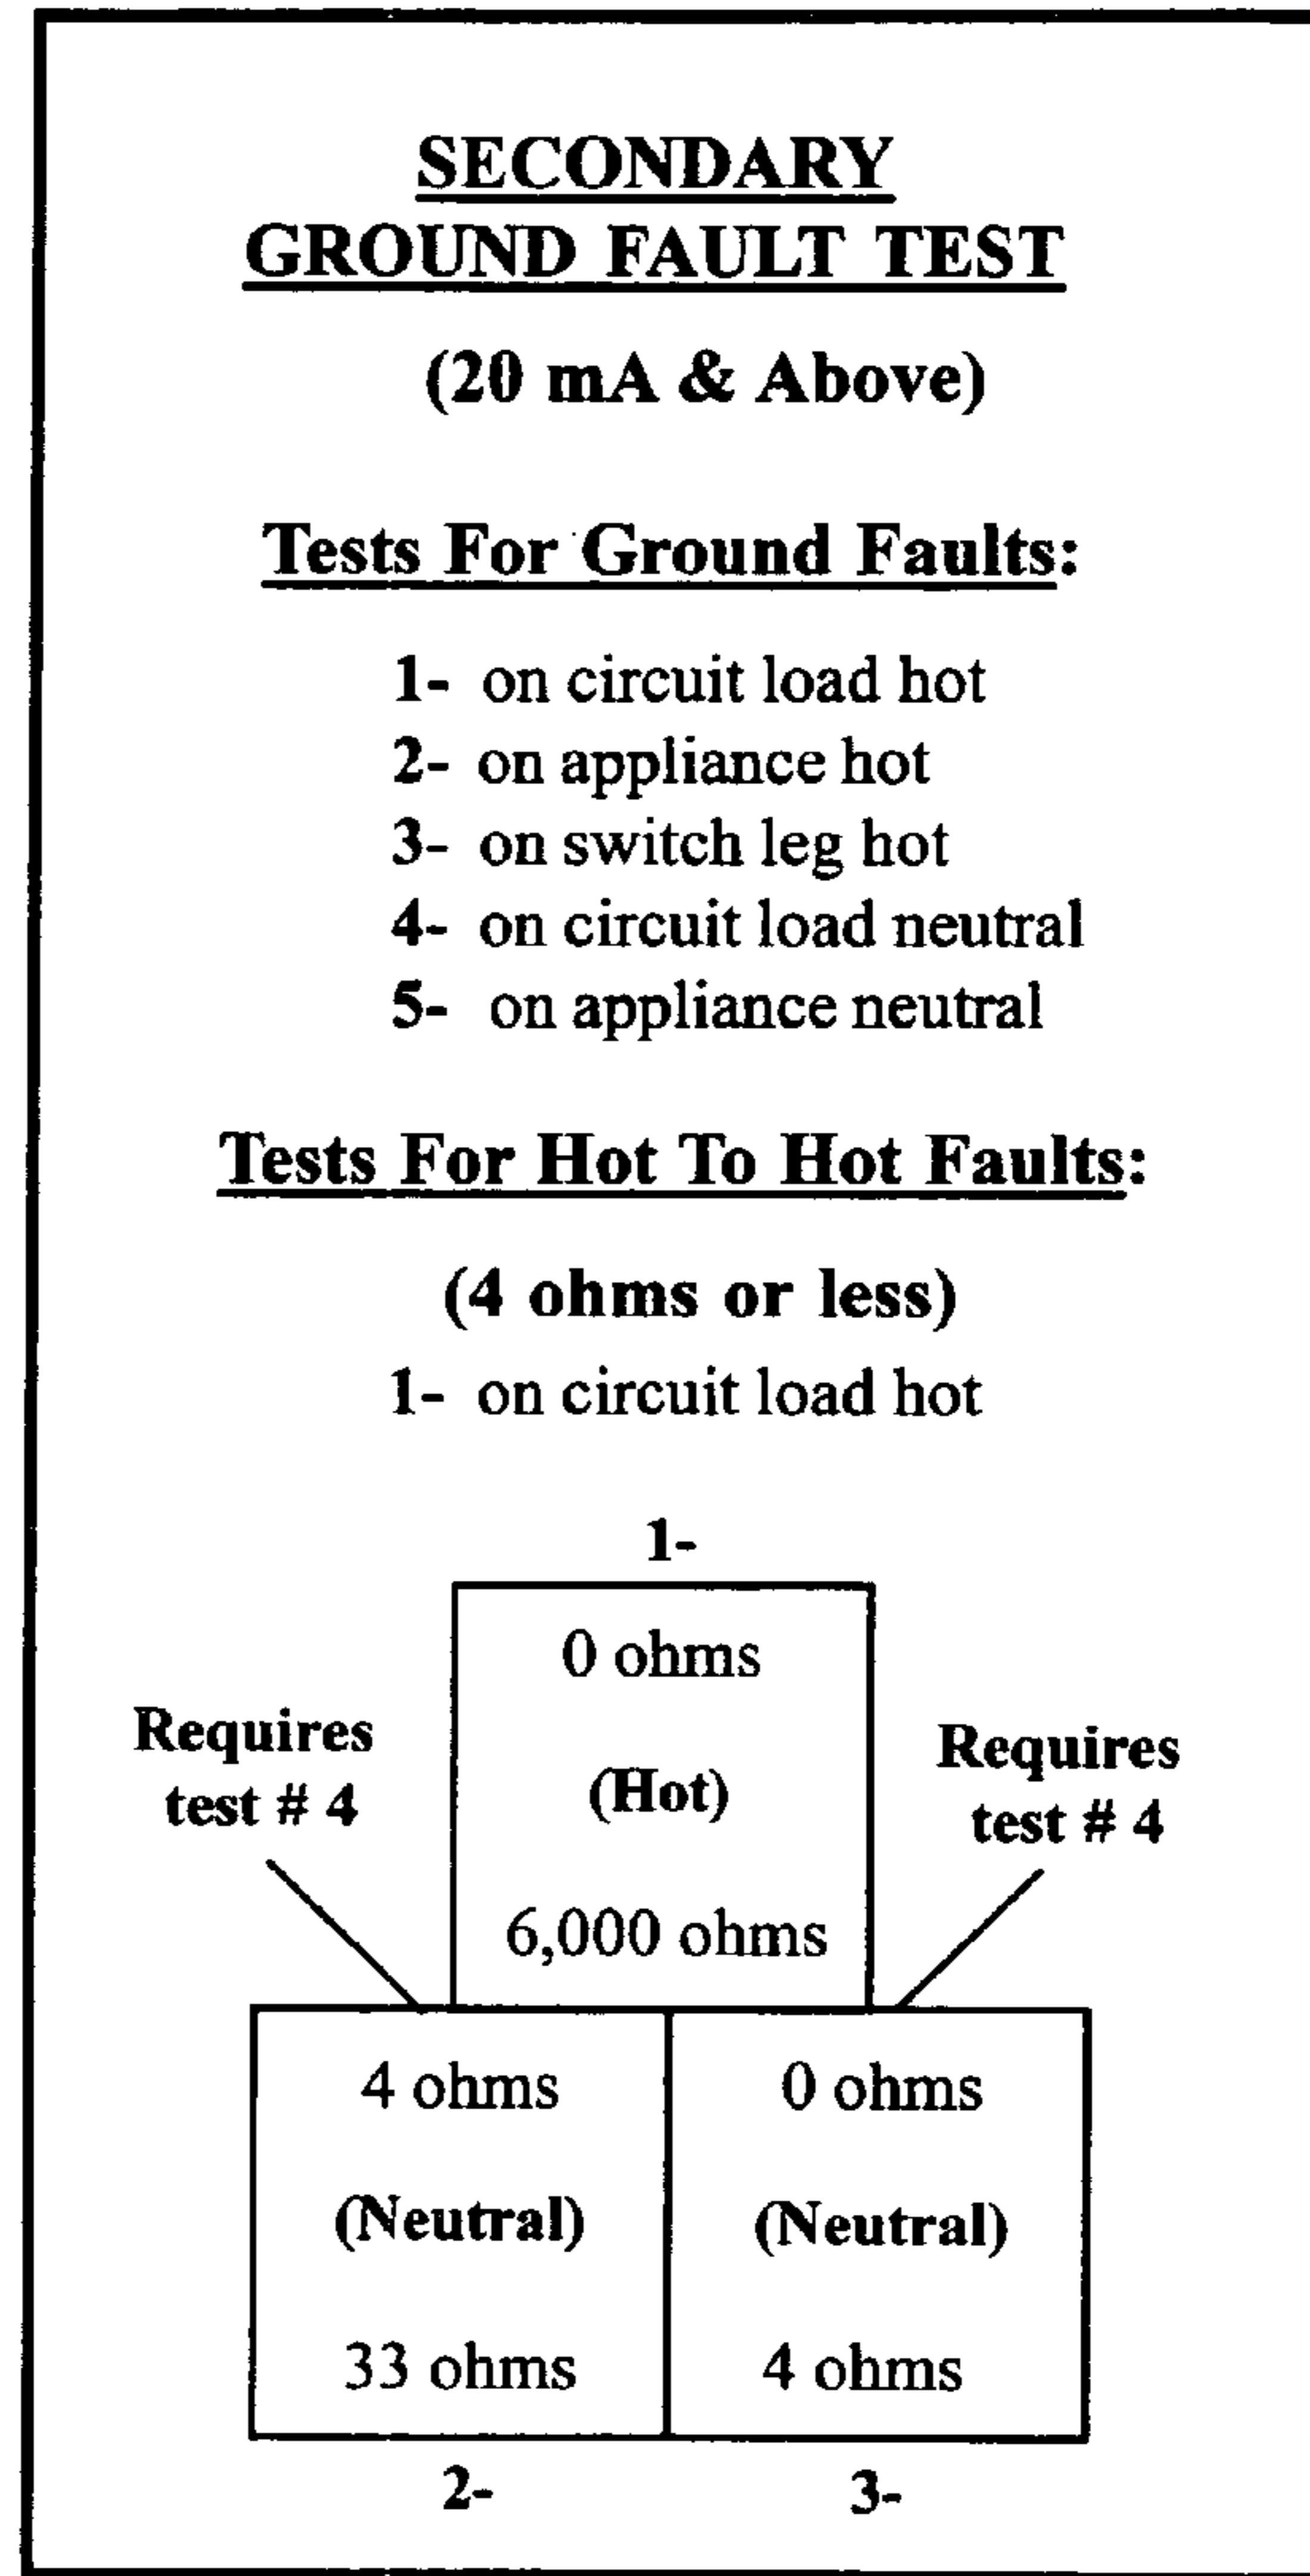 SECONDARY
GROUND FAULT TEST
(20 mA & Above)
Tests For Ground Faults:
1- on circuit load hot
2- on appliance hot
3- on switch leg hot
4- on circuit load neutral
5- on appliance neutral
Tests For Hot To Hot Faults:
(4 ohms or less)
1- on circuit load hot
1-
0 ohms
(Hot)
6,000 ohms
Requires
test # 4
Requires
test # 4
4 ohms
(Neutral)
33 ohms
0 ohms
(Neutral)
4 ohms
2-
3-